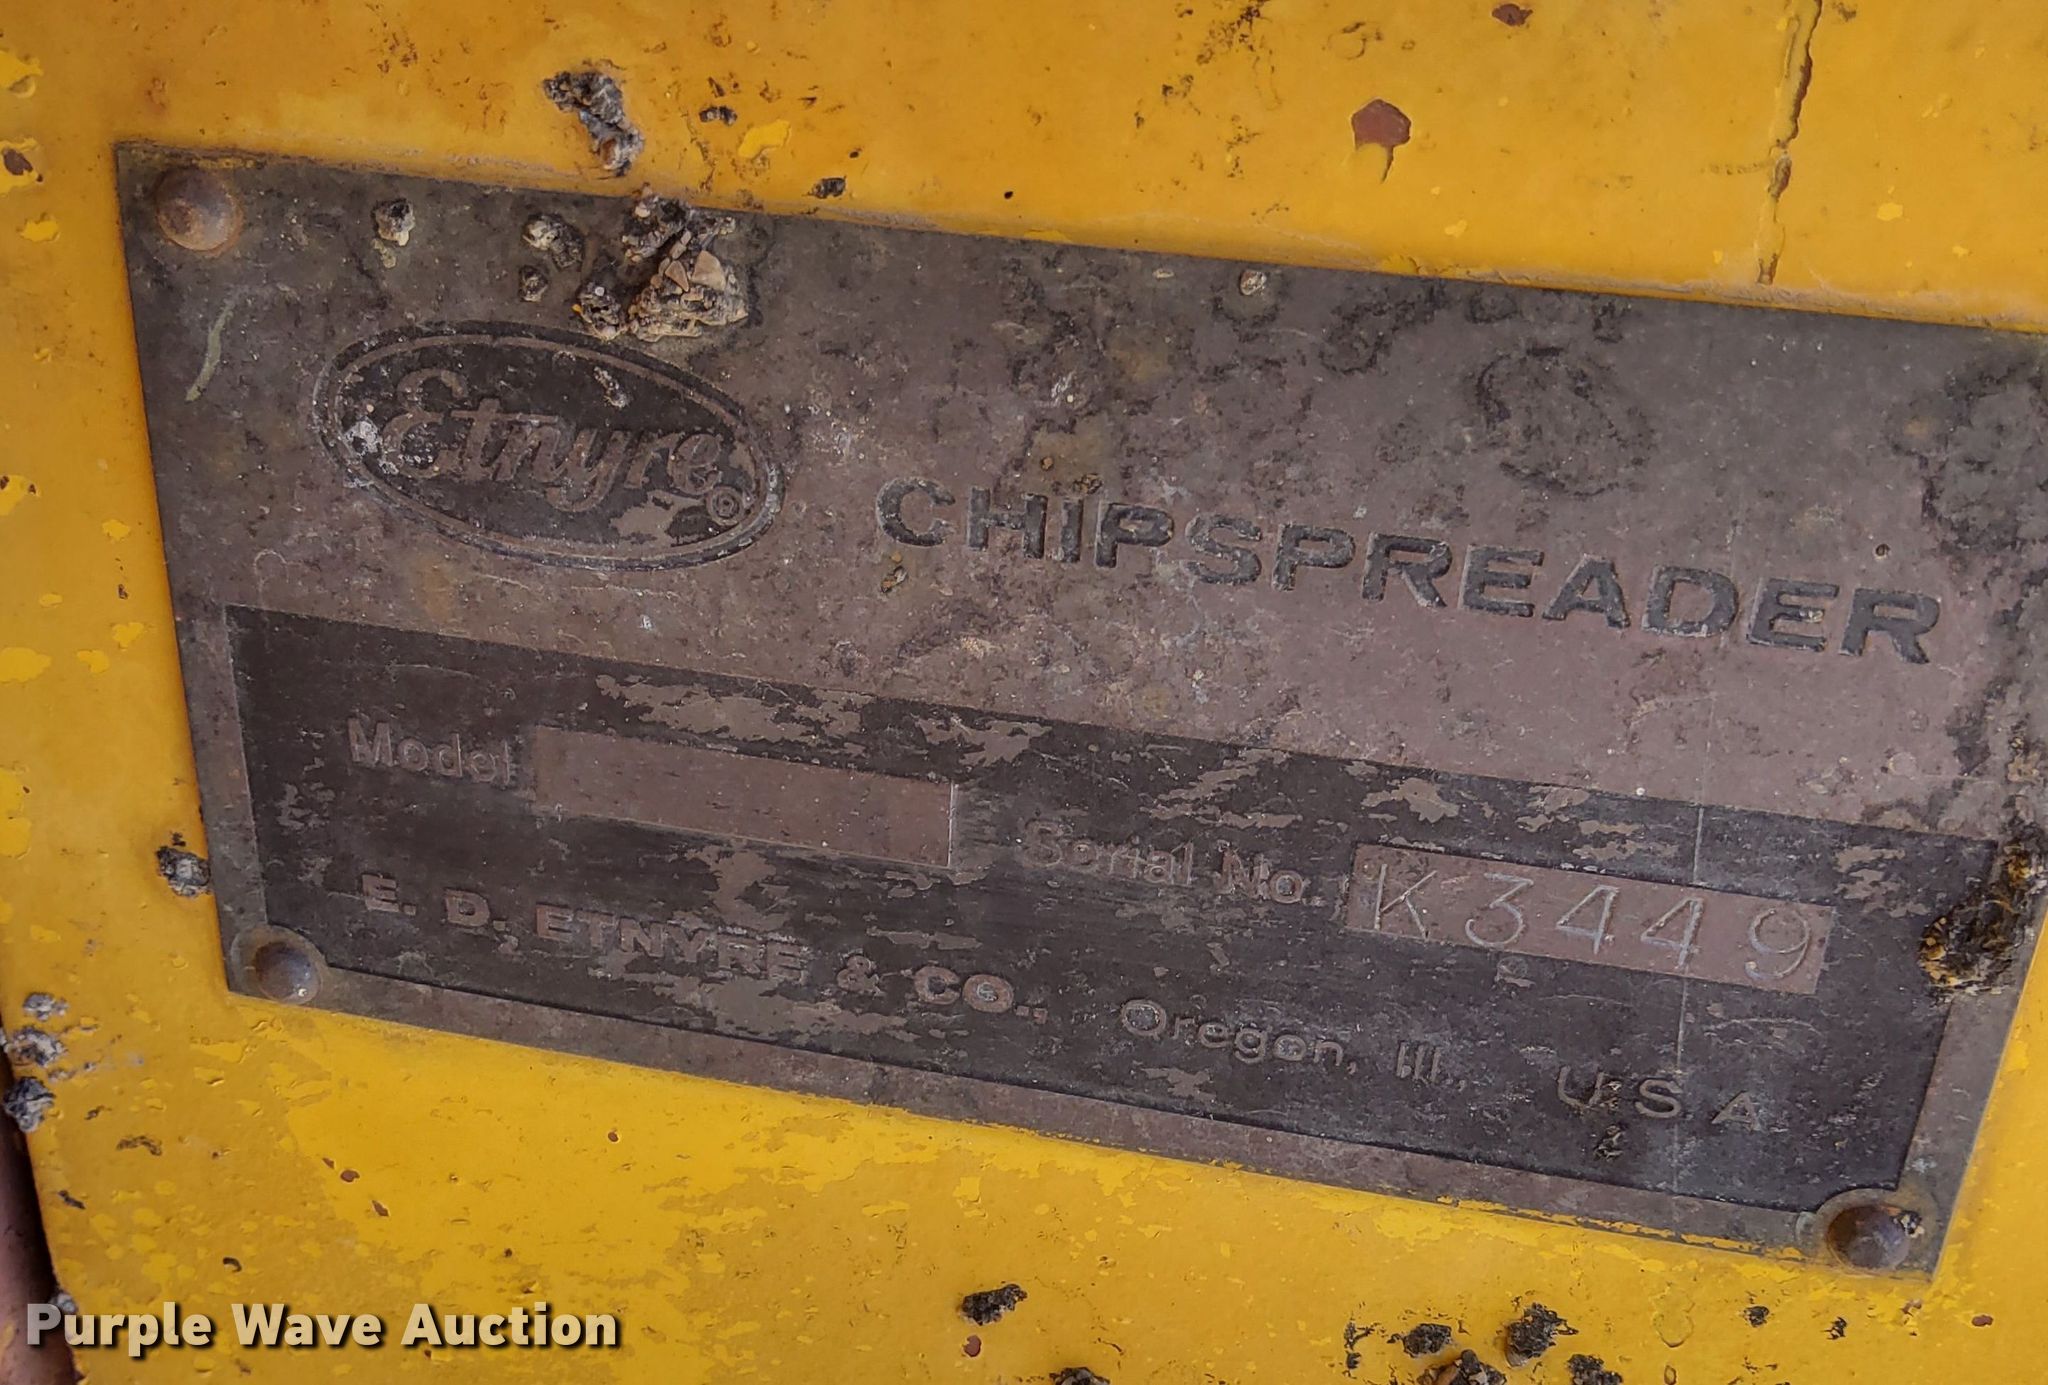 Etnyre ® CHIPSPREADER
Model
Serial No. K3449
E. D. ETNYRE & CO., Oregon, Ill., U S A
Purple Wave Auction